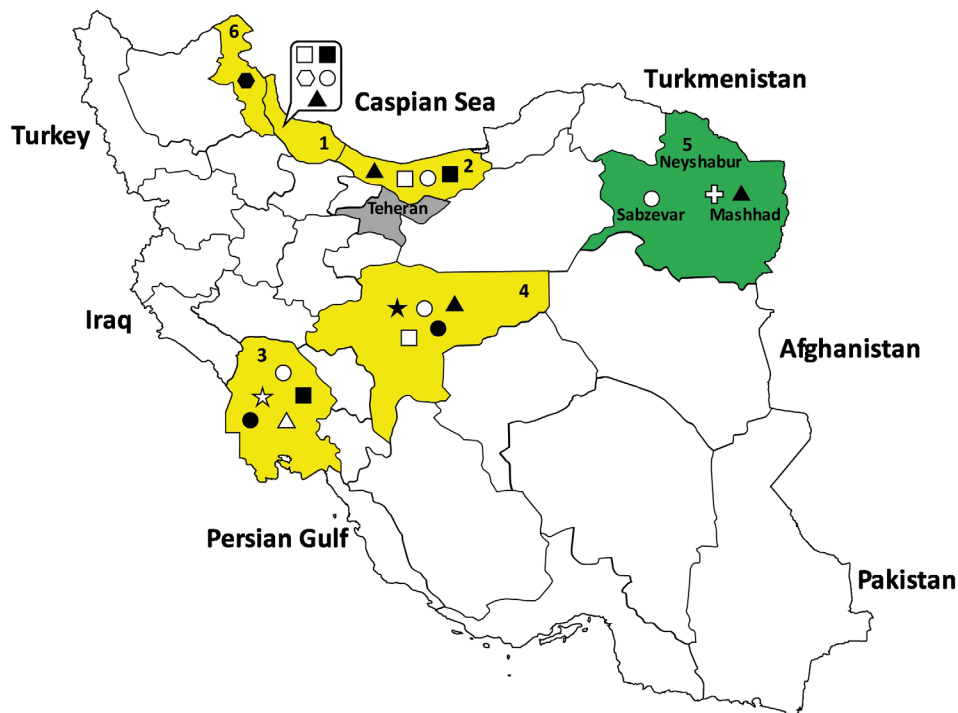 6
Turkmenistan
Caspian Sea
Turkey
1
2
5
Neyshabur
Teheran
Sabzevar
Mashhad
4
Iraq
3
Afghanistan
Persian Gulf
Pakistan